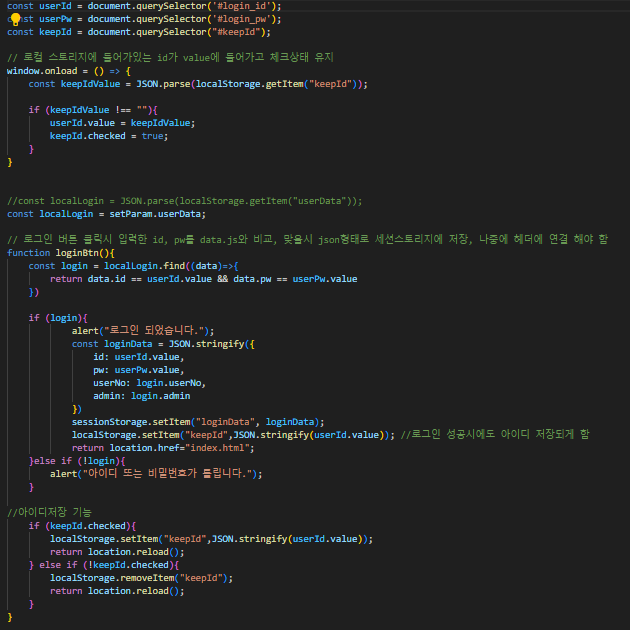 const userId = document.querySelector('#login_id');
const userPw = document.querySelector('#login_pw');
const keepId = document.querySelector("#keepId");
// 로컬 스토리지에 들어가있는 id가 value에 들어가고 체크상태 유지
window.onload = () => {
const keepIdValue = JSON.parse(localStorage.getItem("keepId"));
if (keepIdValue !== ""){
userId.value = keepIdValue;
keepId.checked = true;
}
}
//const localLogin = JSON.parse(localStorage.getItem("userData"));
const localLogin = setParam.userData;
// 로그인 버튼 클릭시 입력한 id, pw를 data.js와 비교, 맞을시 json형태로 세션스토리지에 저장, 나중에 헤더에 연결 해야 함
function loginBtn(){
const login = localLogin.find((data)=>{
return data.id == userId.value && data.pw == userPw.value
})
if (login){
alert("로그인 되었습니다.");
const loginData = JSON.stringify({
id: userId.value,
pw: userPw.value,
userNo: login.userNo,
admin: login.admin
})
sessionStorage.setItem("loginData", loginData);
localStorage.setItem("keepId",JSON.stringify(userId.value)); //로그인 성공시에도 아이디 저장되게 함
return location.href="index.html";
}else if (!login){
alert("아이디 또는 비밀번호가 틀립니다.");
}
//아이디저장 기능
if (keepId.checked){
localStorage.setItem("keepId",JSON.stringify(userId.value));
return location.reload();
} else if (!keepId.checked){
localStorage.removeItem("keepId");
return location.reload();
}
}